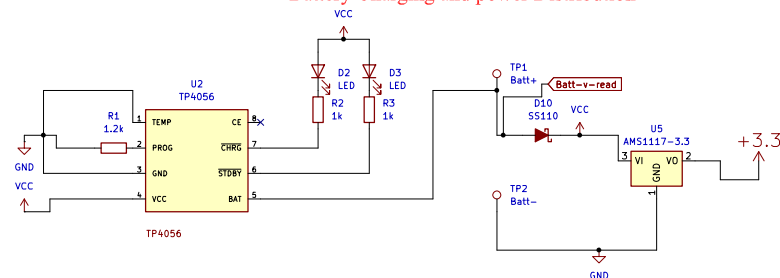 Battery Charging and power Distribution
VCC
U2
TP4056
D2
LED
D3
LED
TP1
Batt+
Batt-v-read
R1
1.2k
R2
1k
R3
1k
D10
SS110
VCC
U5
AMS1117-3.3
+3.3
1
TEMP
CE
8
2
PROG
CHRG
7
3
GND
STDBY
6
4
VCC
BAT
5
GND
VCC
3
VI
VO
2
GND
1
TP2
Batt-
TP4056
GND